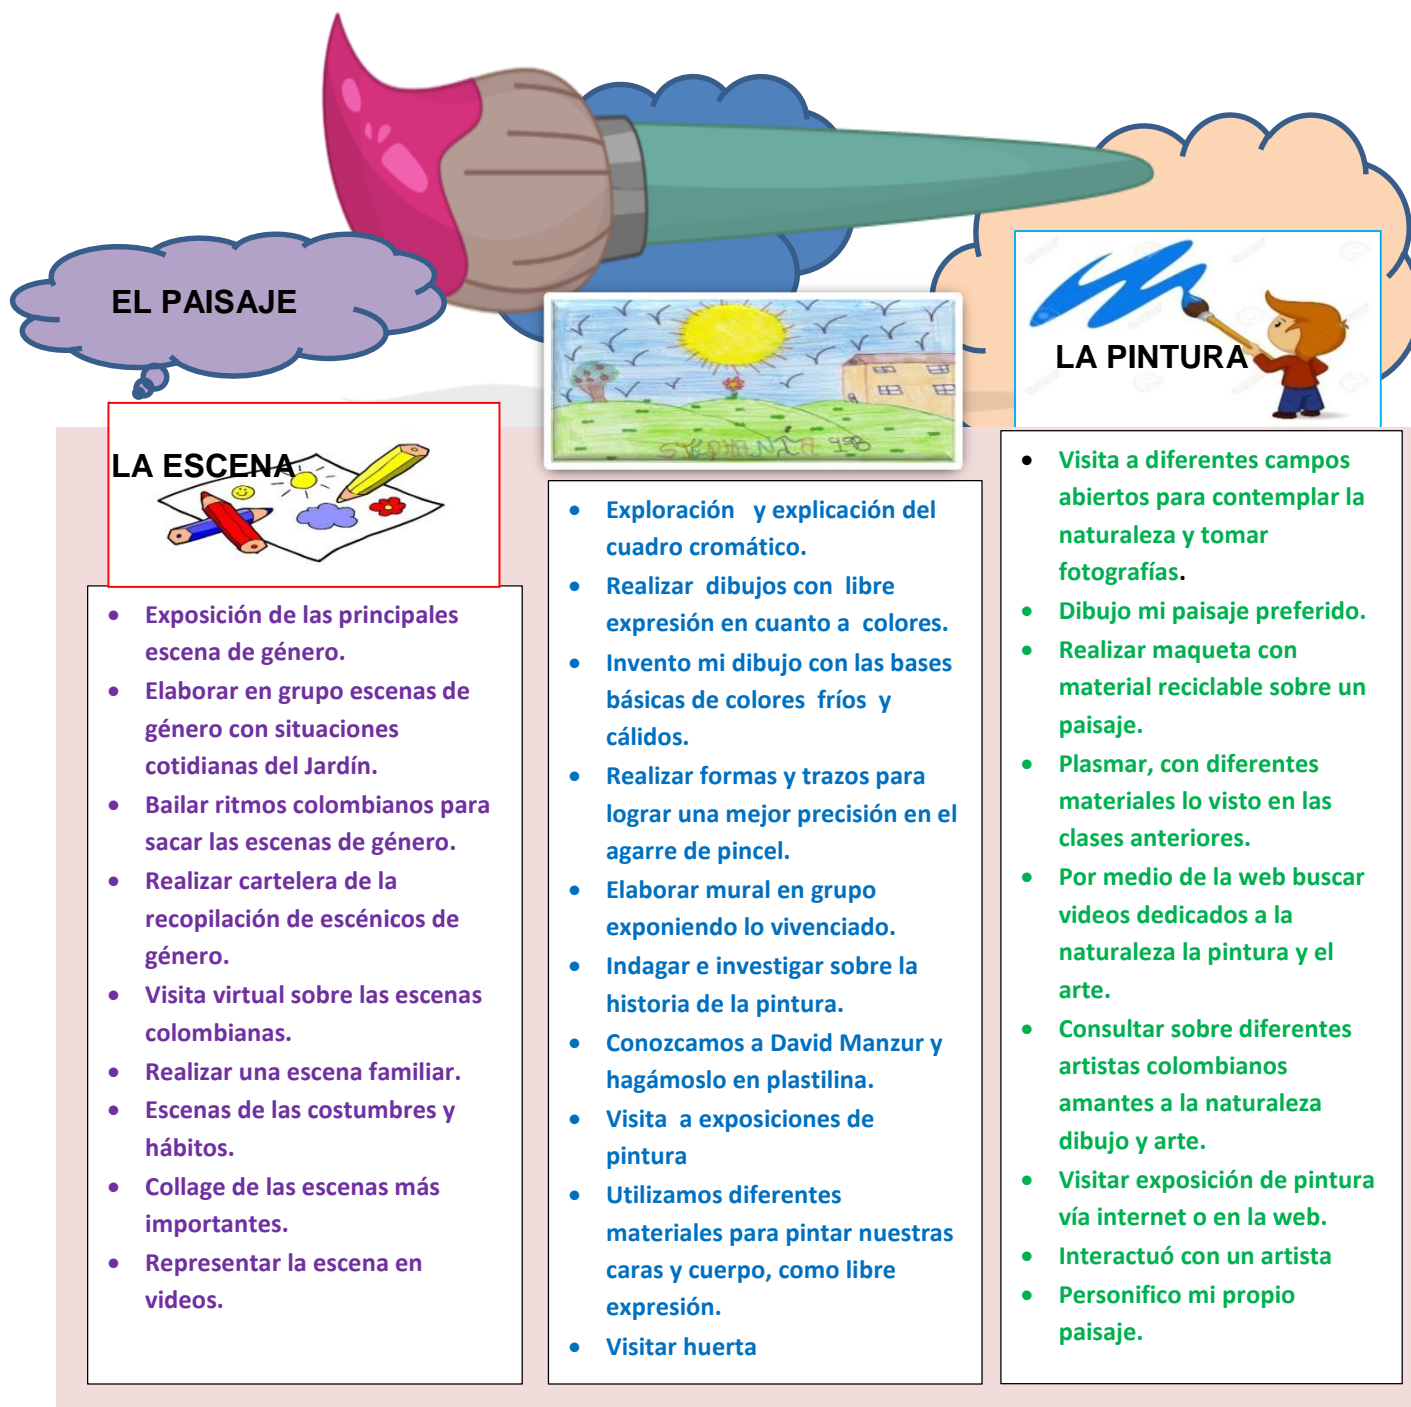 EL PAISAJE
LA PINTURA
LA ESCENA
STEPHANIA
• Exposición de las principales
escena de género.
• Elaborar en grupo escenas de
género con situaciones
cotidianas del Jardín.
• Bailar ritmos colombianos para
sacar las escenas de género.
• Realizar cartelera de la
recopilación de escénicos de
género.
• Visita virtual sobre las escenas
colombianas.
• Realizar una escena familiar.
• Escenas de las costumbres y
hábitos.
• Collage de las escenas más
importantes.
• Representar la escena en
videos.
• Exploración y explicación del
cuadro cromático.
• Realizar dibujos con libre
expresión en cuanto a colores.
• Invento mi dibujo con las bases
básicas de colores fríos y
cálidos.
• Realizar formas y trazos para
lograr una mejor precisión en el
agarre de pincel.
• Elaborar mural en grupo
exponiendo lo vivenciado.
• Indagar e investigar sobre la
historia de la pintura.
• Conozcamos a David Manzur y
hagámoslo en plastilina.
• Visita a exposiciones de
pintura
• Utilizamos diferentes
materiales para pintar nuestras
caras y cuerpo, como libre
expresión.
• Visitar huerta
• Visita a diferentes campos
abiertos para contemplar la
naturaleza y tomar
fotografías.
• Dibujo mi paisaje preferido.
• Realizar maqueta con
material reciclable sobre un
paisaje.
• Plasmar, con diferentes
materiales lo visto en las
clases anteriores.
• Por medio de la web buscar
videos dedicados a la
naturaleza la pintura y el
arte.
• Consultar sobre diferentes
artistas colombianos
amantes a la naturaleza
dibujo y arte.
• Visitar exposición de pintura
vía internet o en la web.
• Interactuó con un artista
• Personifico mi propio
paisaje.